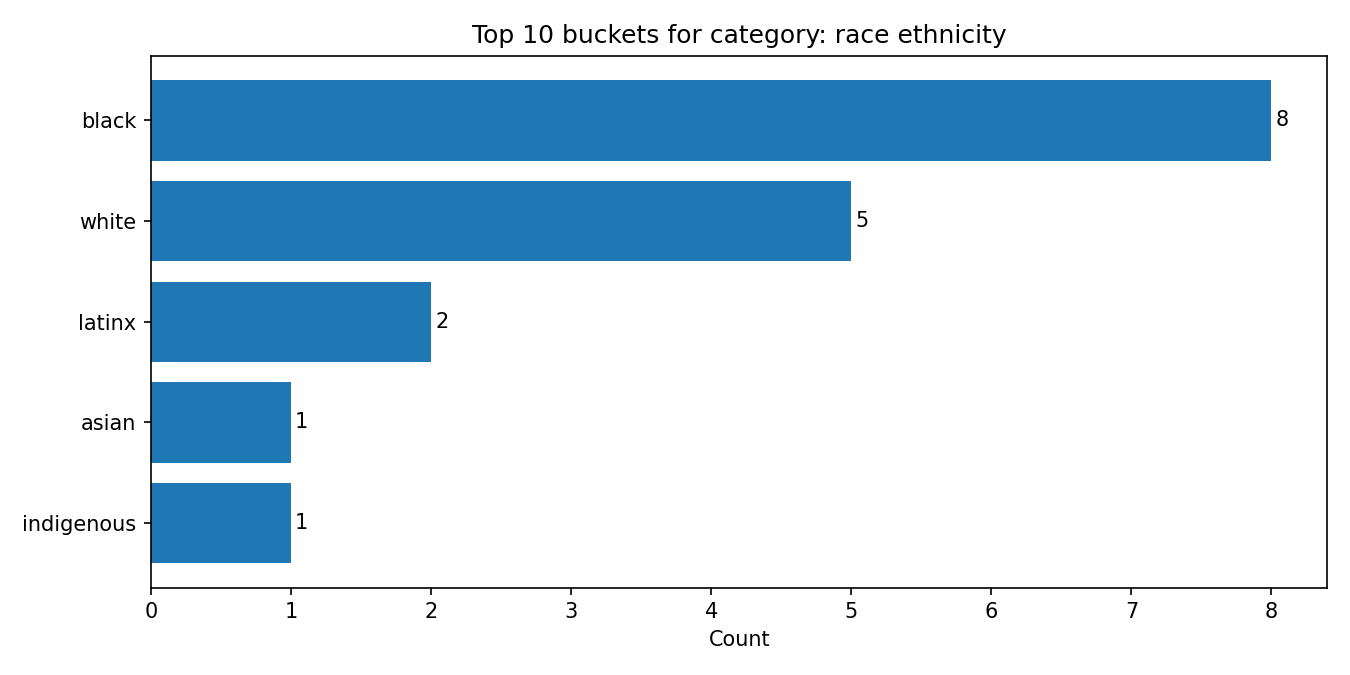 Top 10 buckets for category: race ethnicity
black 8
white 5
latinx 2
asian 1
indigenous 1
0 1 2 3 4 5 6 7 8
Count